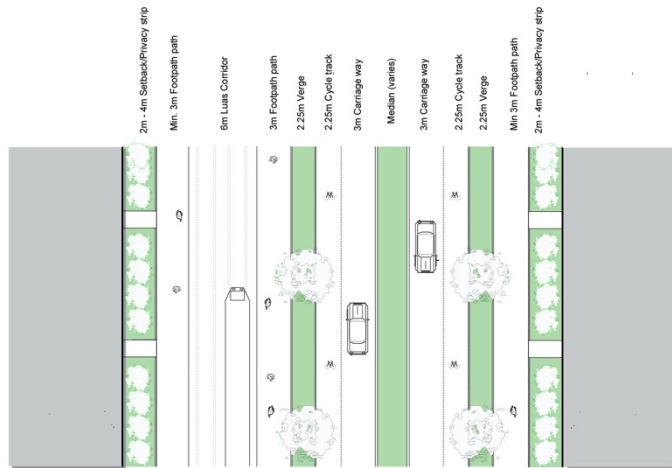 2m - 4m Setback/Privacy strip
Min. 3m Footpath path
6m Luas Corridor
3m Footpath path
2.25m Verge
2.25m Cycle track
3m Carriage way
Median (varies)
3m Carriage way
2.25m Cycle track
2.25m Verge
Min 3m Footpath path
2m - 4m Setback/Privacy strip